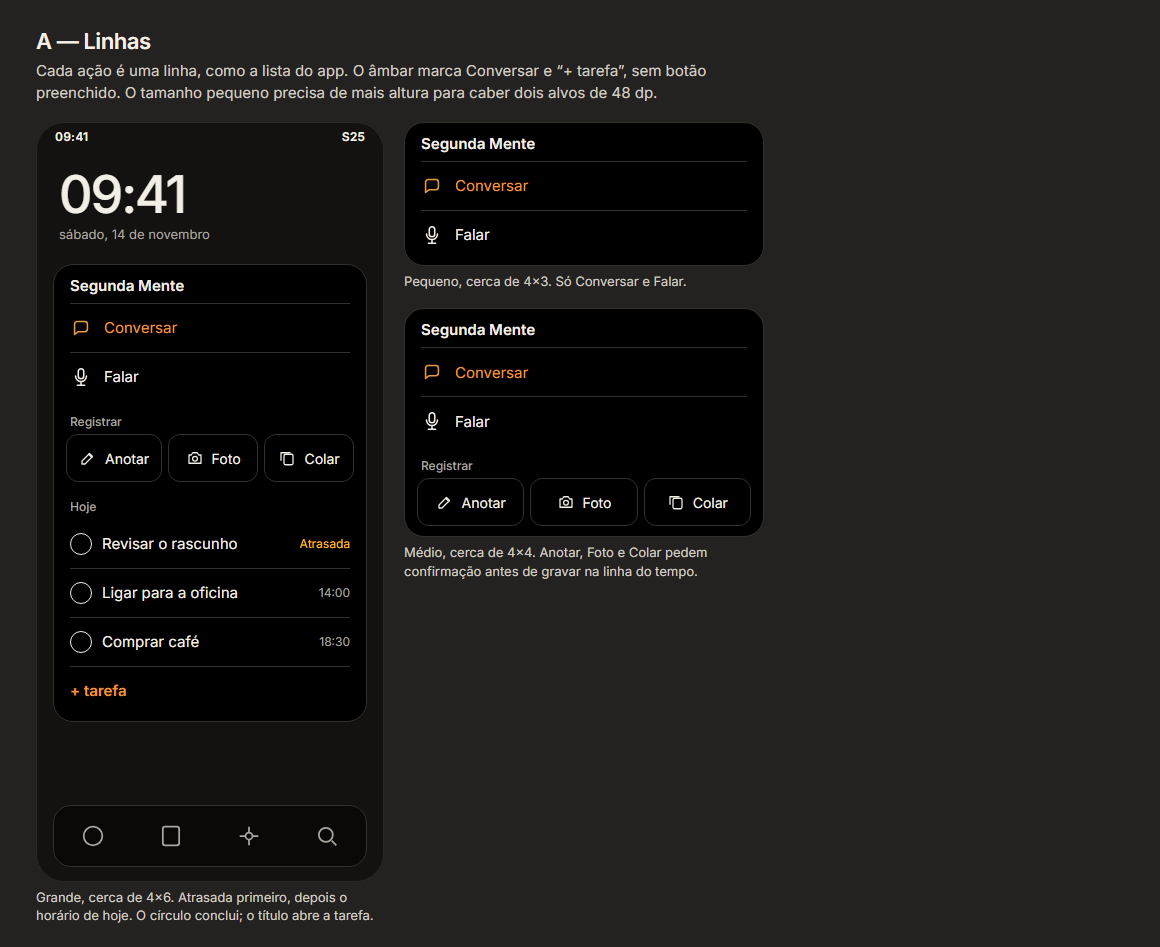 A — Linhas
Cada ação é uma linha, como a lista do app. O âmbar marca Conversar e “+ tarefa”, sem botão
preenchido. O tamanho pequeno precisa de mais altura para caber dois alvos de 48 dp.
09:41
S25
09:41
sábado, 14 de novembro
Segunda Mente
Conversar
Falar
Registrar
Anotar
Foto
Colar
Hoje
Revisar o rascunho
Atrasada
Ligar para a oficina
14:00
Comprar café
18:30
+ tarefa
Grande, cerca de 4×6. Atrasada primeiro, depois o
horário de hoje. O círculo conclui; o título abre a tarefa.
Segunda Mente
Conversar
Falar
Pequeno, cerca de 4×3. Só Conversar e Falar.
Segunda Mente
Conversar
Falar
Registrar
Anotar
Foto
Colar
Médio, cerca de 4×4. Anotar, Foto e Colar pedem
confirmação antes de gravar na linha do tempo.